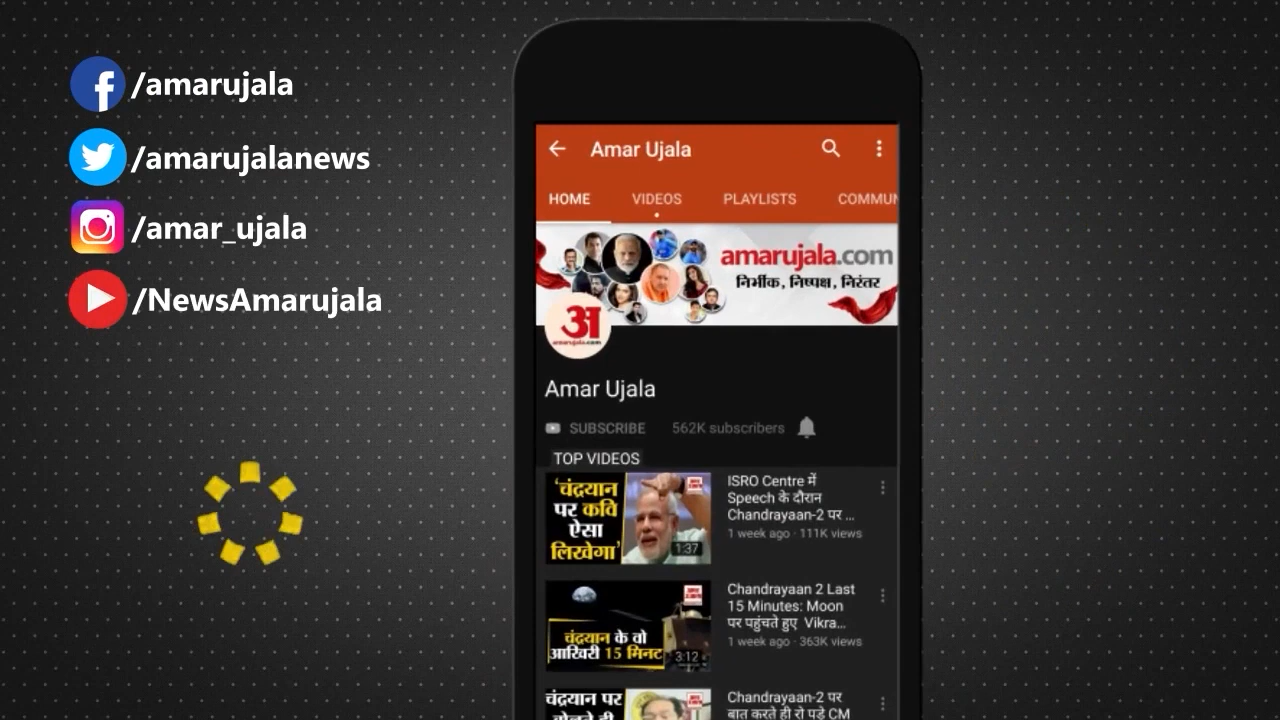 /amarujala
/amarujalanews
/amar_ujala
/NewsAmarujala
Amar Ujala
HOME VIDEOS PLAYLISTS COMMUN
amarujala.com
निर्भीक, निष्पक्ष, निरंतर
अ
amarujala.com
Amar Ujala
SUBSCRIBE 562K subscribers
TOP VIDEOS
'चंद्रयान
पर कवि
ऐसा
लिखेगा'
1:37
ISRO Centre में
Speech के दौरान
Chandrayaan-2 पर ...
1 week ago · 111K views
चंद्रयान के वो
आखिरी 15 मिनट
3:12
Chandrayaan 2 Last
15 Minutes: Moon
पर पहुंचते हुए Vikra...
1 week ago · 363K views
चंद्रयान पर
Chandrayaan-2 पर
बात करते ही रो पड़े CM